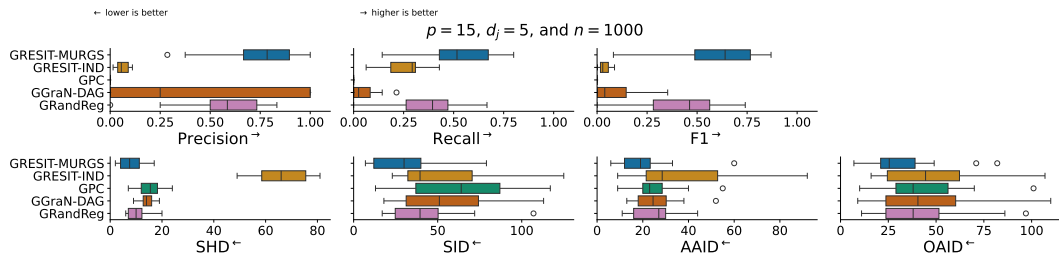 ← lower is better
→ higher is better
p = 15, d_j = 5, and n = 1000
GRESIT-MURGS
GRESIT-IND
GPC
GGraN-DAG
GRandReg
0.00 0.25 0.50 0.75 1.00
0.00 0.25 0.50 0.75 1.00
0.00 0.25 0.50 0.75 1.00
Precision→
Recall→
F1→
GRESIT-MURGS
GRESIT-IND
GPC
GGraN-DAG
GRandReg
0 20 40 60 80
0 50 100
0 20 40 60 80
25 50 75 100
SHD←
SID←
AAID←
OAID←